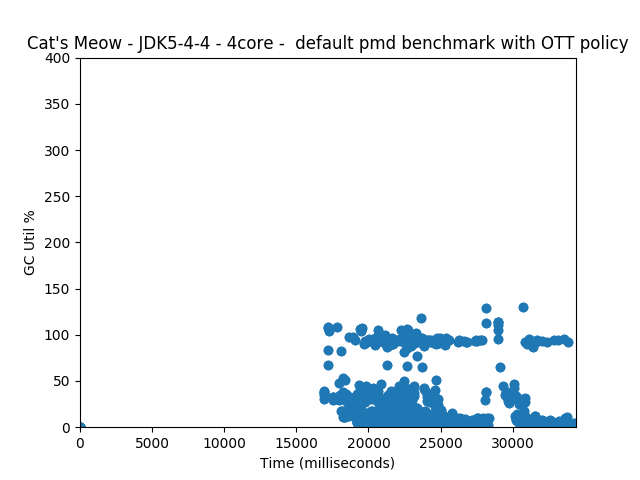 Cat's Meow - JDK5-4-4 - 4core -  default pmd benchmark with OTT policy
400
350
300
250
200
150
100
50
0
GC Util %
0 5000 10000 15000 20000 25000 30000
Time (milliseconds)